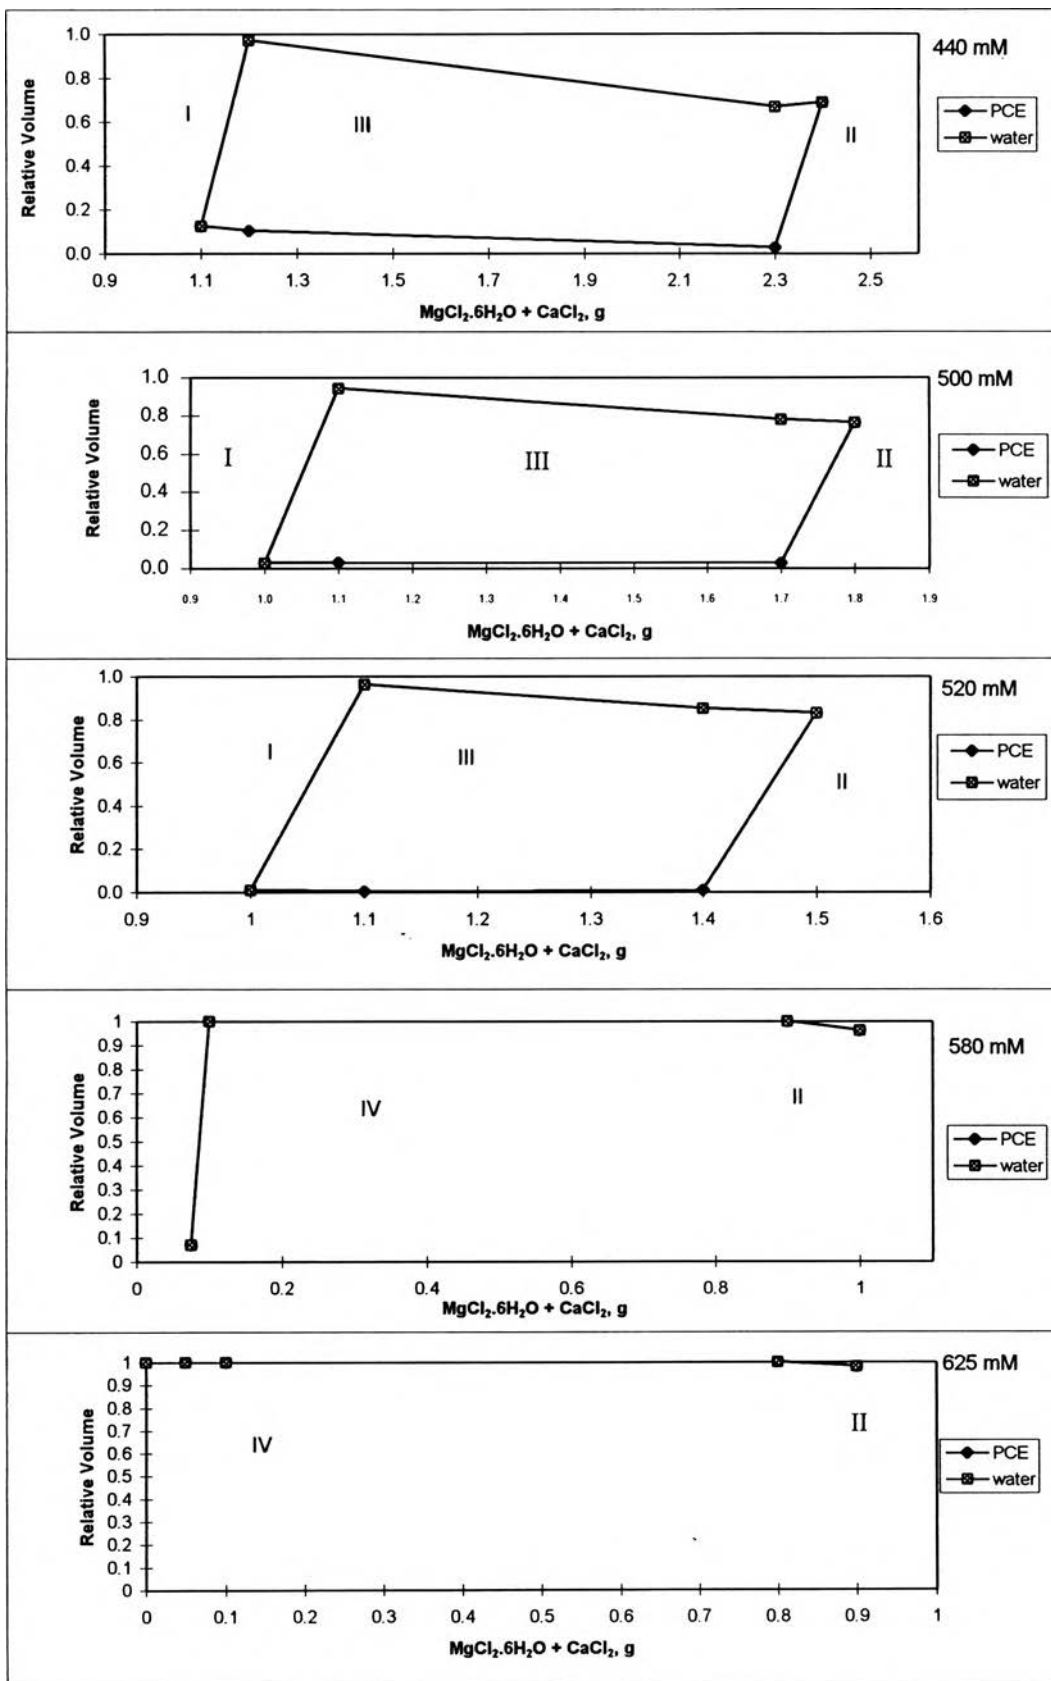 440 mM
1.0
0.8
0.6
0.4
0.2
0.0
Relative Volume
I
III
II
PCE
water
0.9 1.1 1.3 1.5 1.7 1.9 2.1 2.3 2.5
MgCl₂.6H₂O + CaCl₂, g
500 mM
1.0
0.8
0.6
0.4
0.2
0.0
Relative Volume
I
III
II
PCE
water
0.9 1.0 1.1 1.2 1.3 1.4 1.5 1.6 1.7 1.8 1.9
MgCl₂.6H₂O + CaCl₂, g
520 mM
1.0
0.8
0.6
0.4
0.2
0.0
Relative Volume
I
III
II
PCE
water
0.9 1 1.1 1.2 1.3 1.4 1.5 1.6
MgCl₂.6H₂O + CaCl₂, g
580 mM
1
0.9
0.8
0.7
0.6
0.5
0.4
0.3
0.2
0.1
0
Relative Volume
IV
II
PCE
water
0 0.2 0.4 0.6 0.8 1
MgCl₂.6H₂O + CaCl₂, g
625 mM
1
0.9
0.8
0.7
0.6
0.5
0.4
0.3
0.2
0.1
0
Relative Volume
IV
II
PCE
water
0 0.1 0.2 0.3 0.4 0.5 0.6 0.7 0.8 0.9 1
MgCl₂.6H₂O + CaCl₂, g